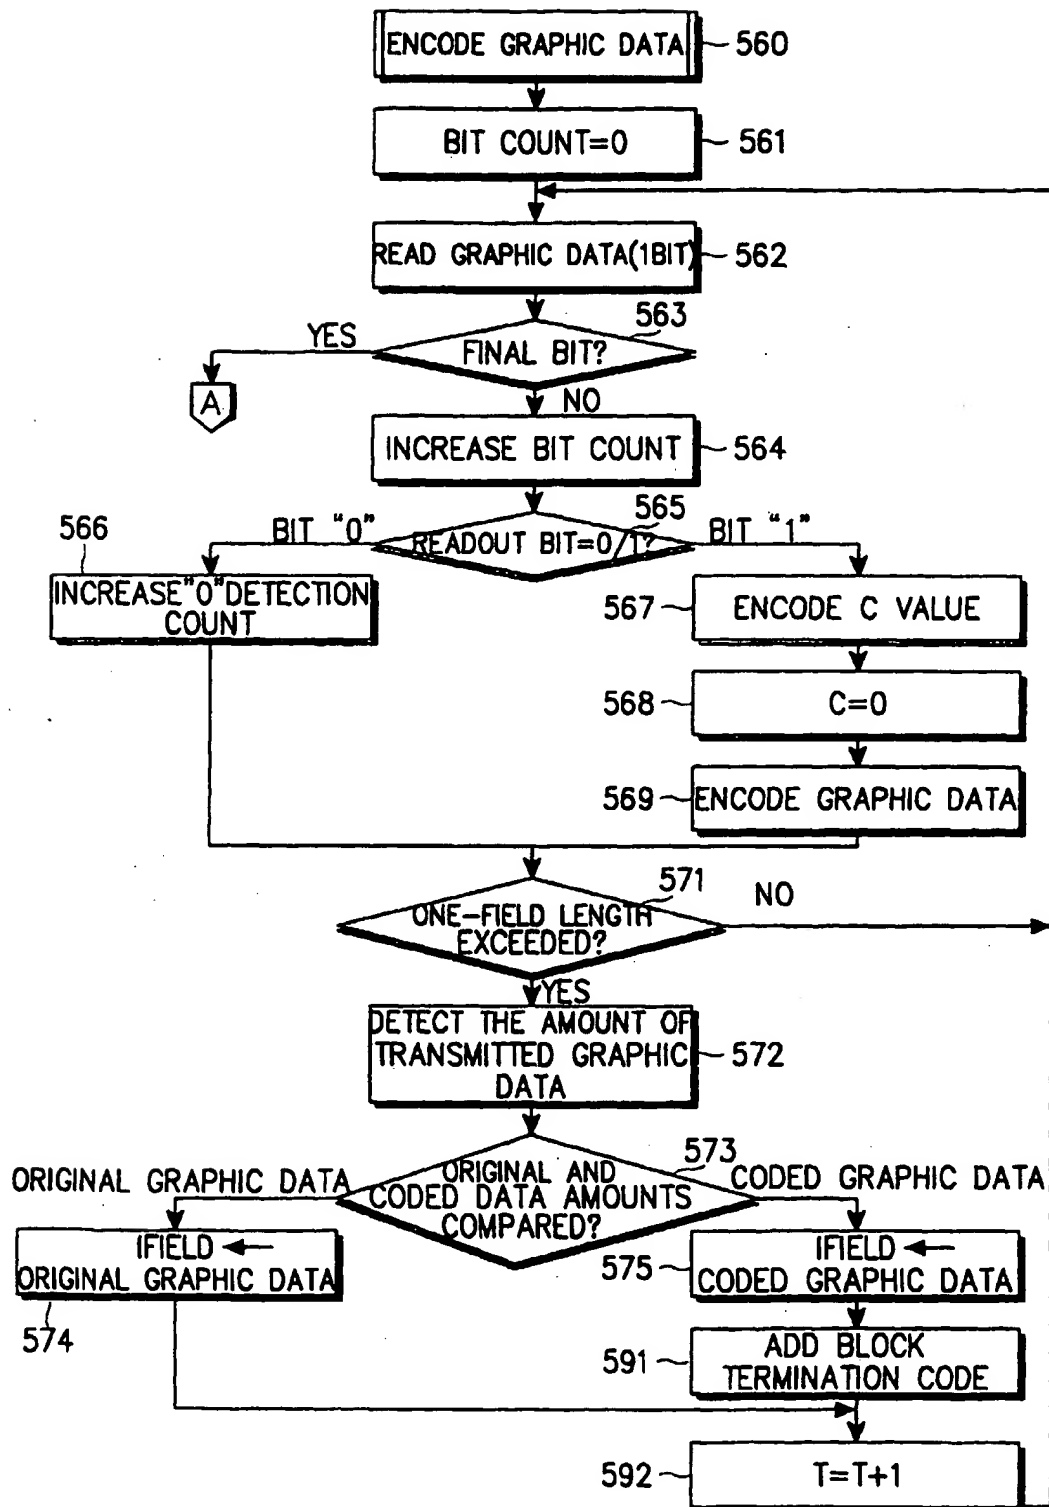 ENCODE GRAPHIC DATA 560
BIT COUNT=0 561
READ GRAPHIC DATA(1BIT) 562
563
YES
FINAL BIT?
A
NO
INCREASE BIT COUNT 564
565
566
BIT "0"
READOUT BIT=0/1?
BIT "1"
INCREASE"0"DETECTION
COUNT
567 ENCODE C VALUE
568 C=0
569 ENCODE GRAPHIC DATA
571
NO
ONE-FIELD LENGTH
EXCEEDED?
YES
DETECT THE AMOUNT OF
TRANSMITTED GRAPHIC
DATA
572
573
ORIGINAL GRAPHIC DATA
ORIGINAL AND
CODED DATA AMOUNTS
COMPARED?
CODED GRAPHIC DATA
IFIELD ←
ORIGINAL GRAPHIC DATA
574
575
IFIELD ←
CODED GRAPHIC DATA
591
ADD BLOCK
TERMINATION CODE
592 T=T+1